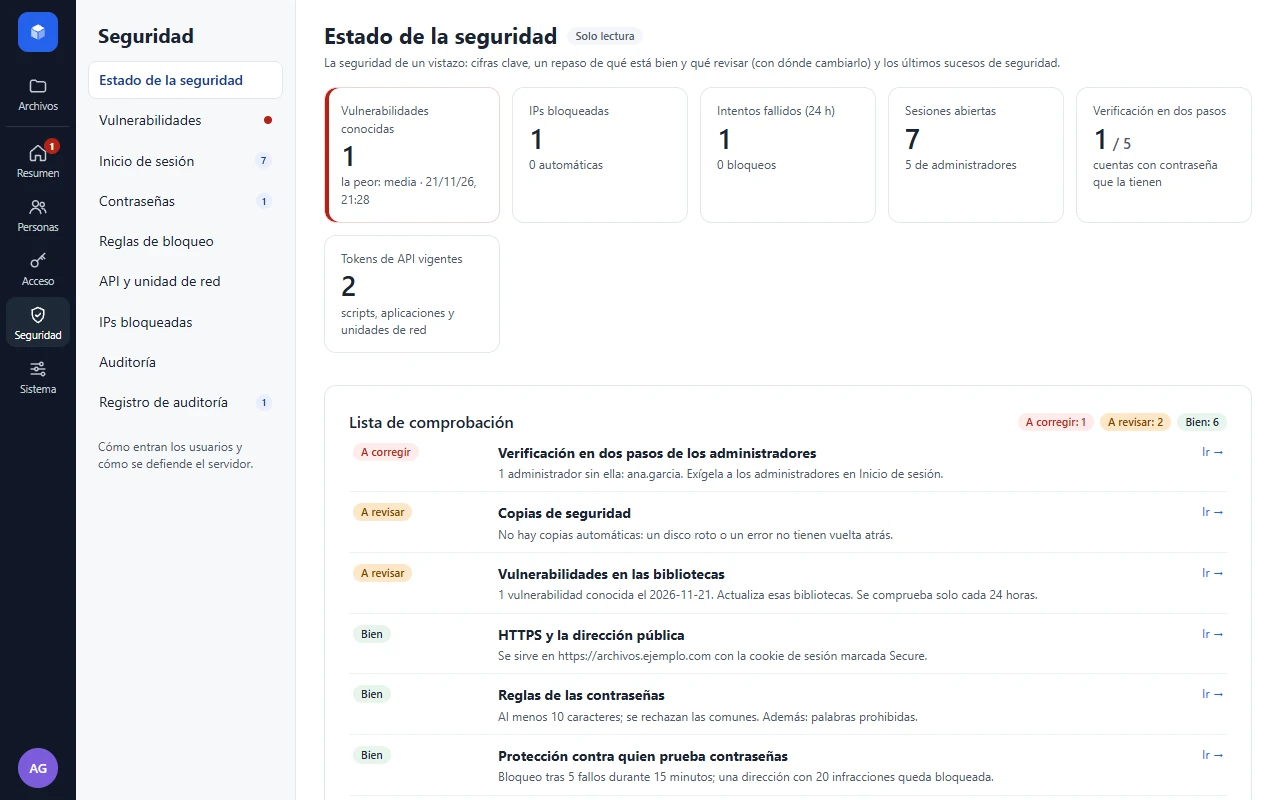 Archivos
1
Resumen
Personas
Acceso
Seguridad
Sistema
AG
Seguridad
Estado de la seguridad
Vulnerabilidades
Inicio de sesión 7
Contraseñas 1
Reglas de bloqueo
API y unidad de red
IPs bloqueadas
Auditoría
Registro de auditoría 1
Cómo entran los usuarios y
cómo se defiende el servidor.
Estado de la seguridad Solo lectura
La seguridad de un vistazo: cifras clave, un repaso de qué está bien y qué revisar (con dónde cambiarlo) y los últimos sucesos de seguridad.
Vulnerabilidades
conocidas
1
la peor: media · 21/11/26,
21:28
IPs bloqueadas
1
0 automáticas
Intentos fallidos (24 h)
1
0 bloqueos
Sesiones abiertas
7
5 de administradores
Verificación en dos pasos
1 / 5
cuentas con contraseña
que la tienen
Tokens de API vigentes
2
scripts, aplicaciones y
unidades de red
Lista de comprobación A corregir: 1 A revisar: 2 Bien: 6
A corregir Verificación en dos pasos de los administradores Ir →
1 administrador sin ella: ana.garcia. Exígela a los administradores en Inicio de sesión.
A revisar Copias de seguridad Ir →
No hay copias automáticas: un disco roto o un error no tienen vuelta atrás.
A revisar Vulnerabilidades en las bibliotecas Ir →
1 vulnerabilidad conocida el 2026-11-21. Actualiza esas bibliotecas. Se comprueba solo cada 24 horas.
Bien HTTPS y la dirección pública Ir →
Se sirve en https://archivos.ejemplo.com con la cookie de sesión marcada Secure.
Bien Reglas de las contraseñas Ir →
Al menos 10 caracteres; se rechazan las comunes. Además: palabras prohibidas.
Bien Protección contra quien prueba contraseñas Ir →
Bloqueo tras 5 fallos durante 15 minutos; una dirección con 20 infracciones queda bloqueada.